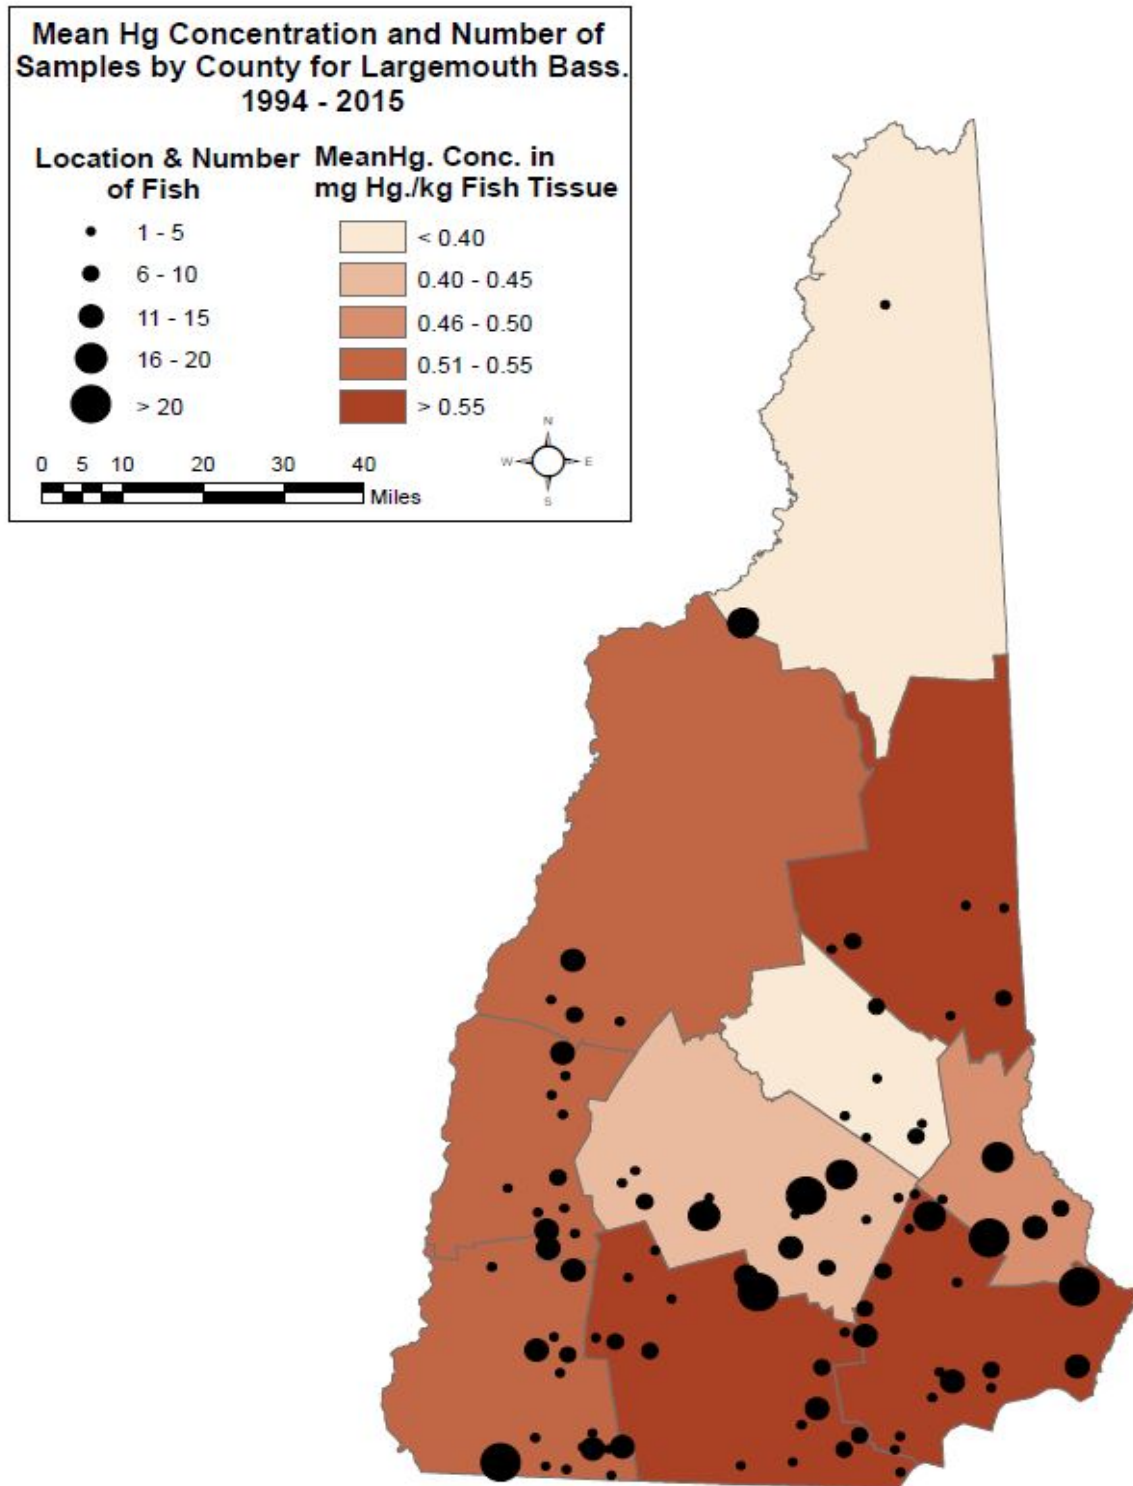 Mean Hg Concentration and Number of
Samples by County for Largemouth Bass.
1994 - 2015
Location & Number
of Fish
1 - 5
6 - 10
11 - 15
16 - 20
> 20
MeanHg. Conc. in
mg Hg./kg Fish Tissue
< 0.40
0.40 - 0.45
0.46 - 0.50
0.51 - 0.55
> 0.55
0 5 10 20 30 40
Miles
N
W E
S